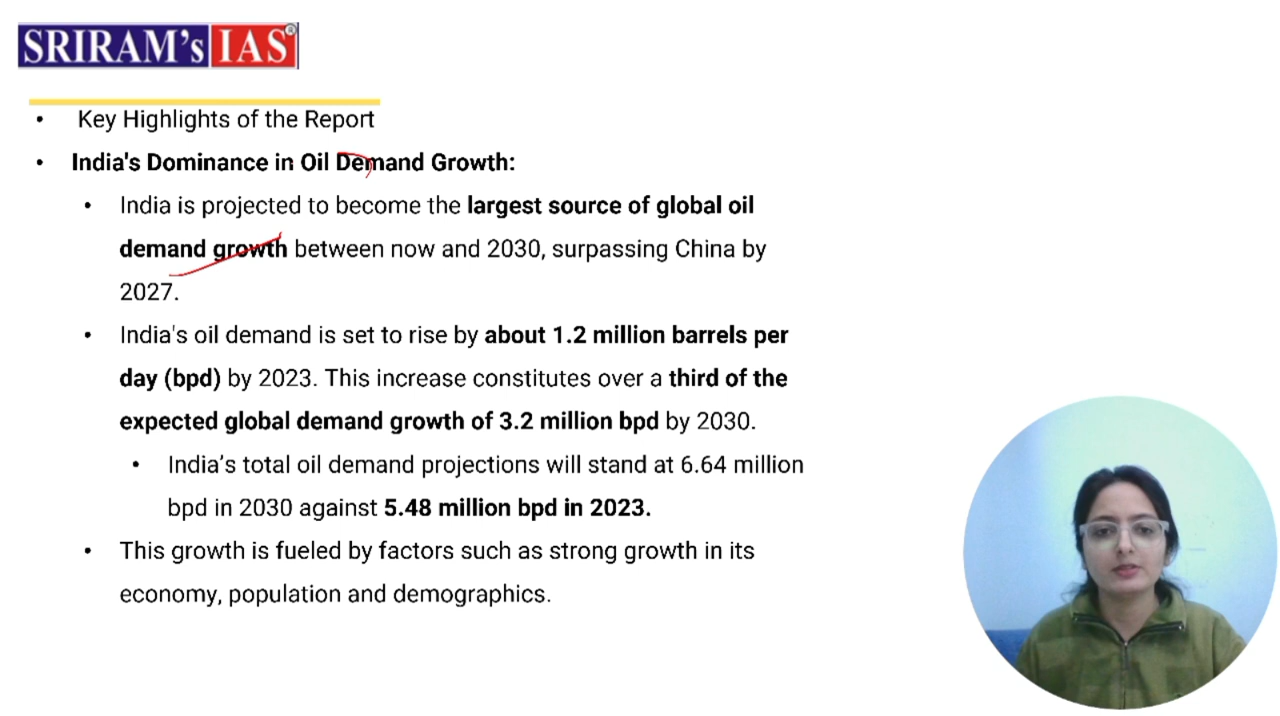 SRIRAM's IAS®
• Key Highlights of the Report
• India's Dominance in Oil Demand Growth:
• India is projected to become the largest source of global oil
demand growth between now and 2030, surpassing China by
2027.
• India's oil demand is set to rise by about 1.2 million barrels per
day (bpd) by 2023. This increase constitutes over a third of the
expected global demand growth of 3.2 million bpd by 2030.
• India’s total oil demand projections will stand at 6.64 million
bpd in 2030 against 5.48 million bpd in 2023.
• This growth is fueled by factors such as strong growth in its
economy, population and demographics.